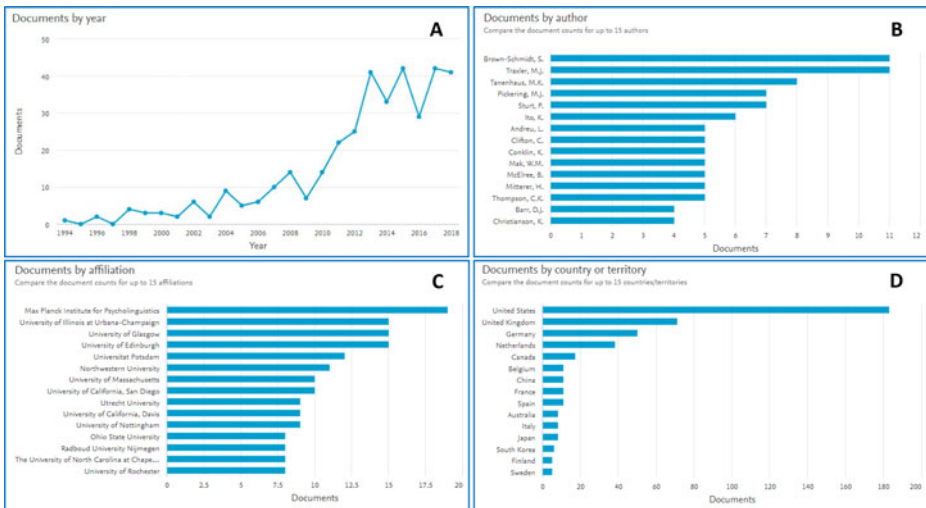 Documents by year
A
50
40
30
20
10
0
Documents
1994 1996 1998 2000 2002 2004 2006 2008 2010 2012 2014 2016 2018
Year
Documents by author
B
Compare the document counts for up to 15 authors
Brown-Schmidt, S.
Traxler, M.J.
Tanenhaus, M.K.
Pickering, M.J.
Sturt, P.
Ito, K.
Andreu, L.
Clifton, C.
Conklin, K.
Mak, W.M.
McElree, B.
Mitterer, H.
Thompson, C.K.
Barr, D.J.
Christianson, K.
0 1 2 3 4 5 6 7 8 9 10 11 12
Documents
Documents by affiliation
C
Compare the document counts for up to 15 affiliations
Max Planck Institute for Psycholinguistics
University of Illinois at Urbana-Champaign
University of Glasgow
University of Edinburgh
Universitat Potsdam
Northwestern University
University of Massachusetts
University of California, San Diego
Utrecht University
University of California, Davis
University of Nottingham
Ohio State University
Radboud University Nijmegen
The University of North Carolina at Chape...
University of Rochester
0 2.5 5 7.5 10 12.5 15 17.5 20
Documents
Documents by country or territory
D
Compare the document counts for up to 15 countries/territories
United States
United Kingdom
Germany
Netherlands
Canada
Belgium
China
France
Spain
Australia
Italy
Japan
South Korea
Finland
Sweden
0 20 40 60 80 100 120 140 160 180 200
Documents